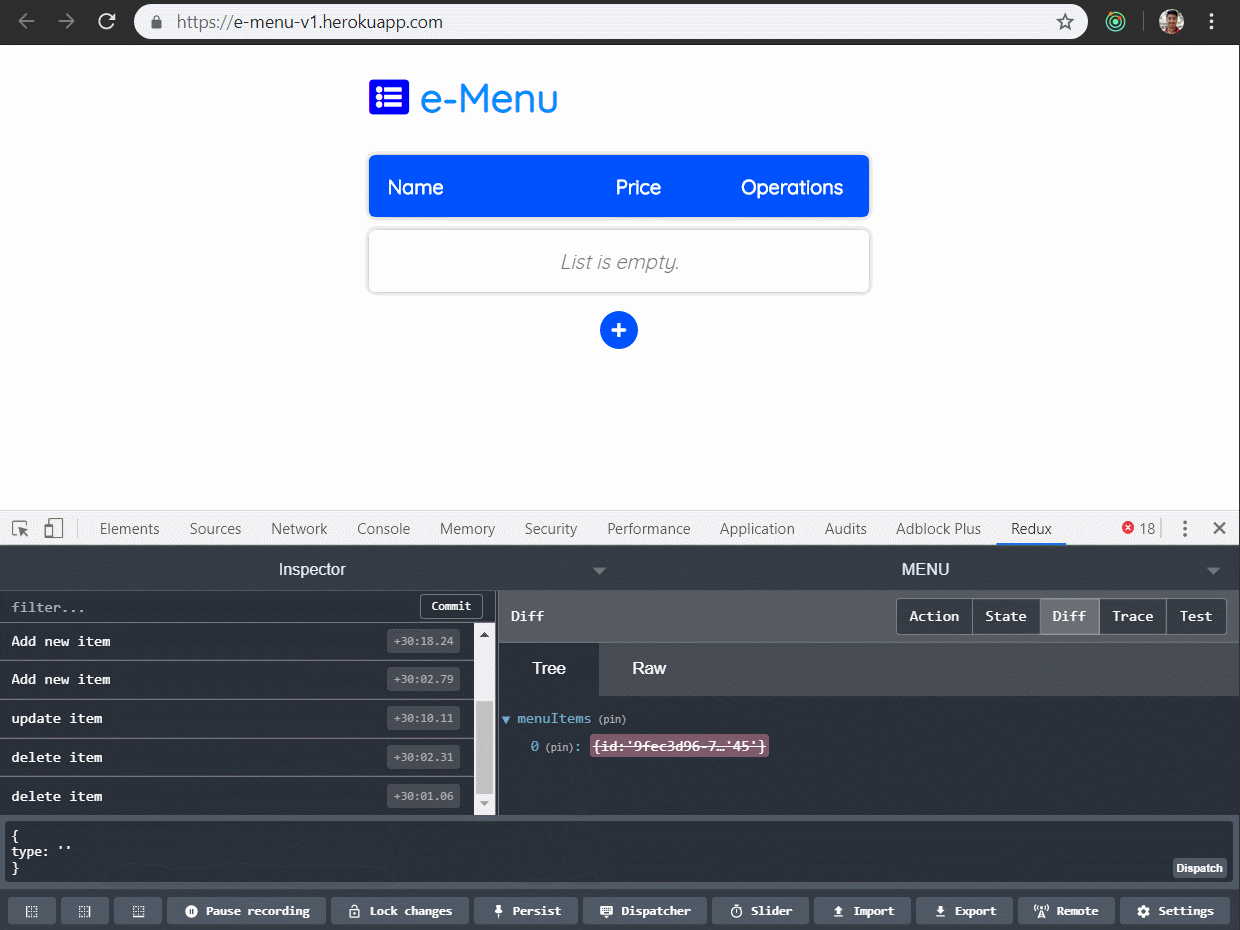 https://e-menu-v1.herokuapp.com
e-Menu
Name Price Operations
List is empty.
Elements Sources Network Console Memory Security Performance Application Audits Adblock Plus Redux 18
Inspector MENU
filter... Commit
Diff Action State Diff Trace Test
Add new item +30:18.24
Tree Raw
Add new item +30:02.79
update item +30:10.11
menuItems (pin)
0 (pin): {id:'9fec3d96-7…'45'}
delete item +30:02.31
delete item +30:01.06
{
type: ''
}
Dispatch
Pause recording Lock changes Persist Dispatcher Slider Import Export Remote Settings